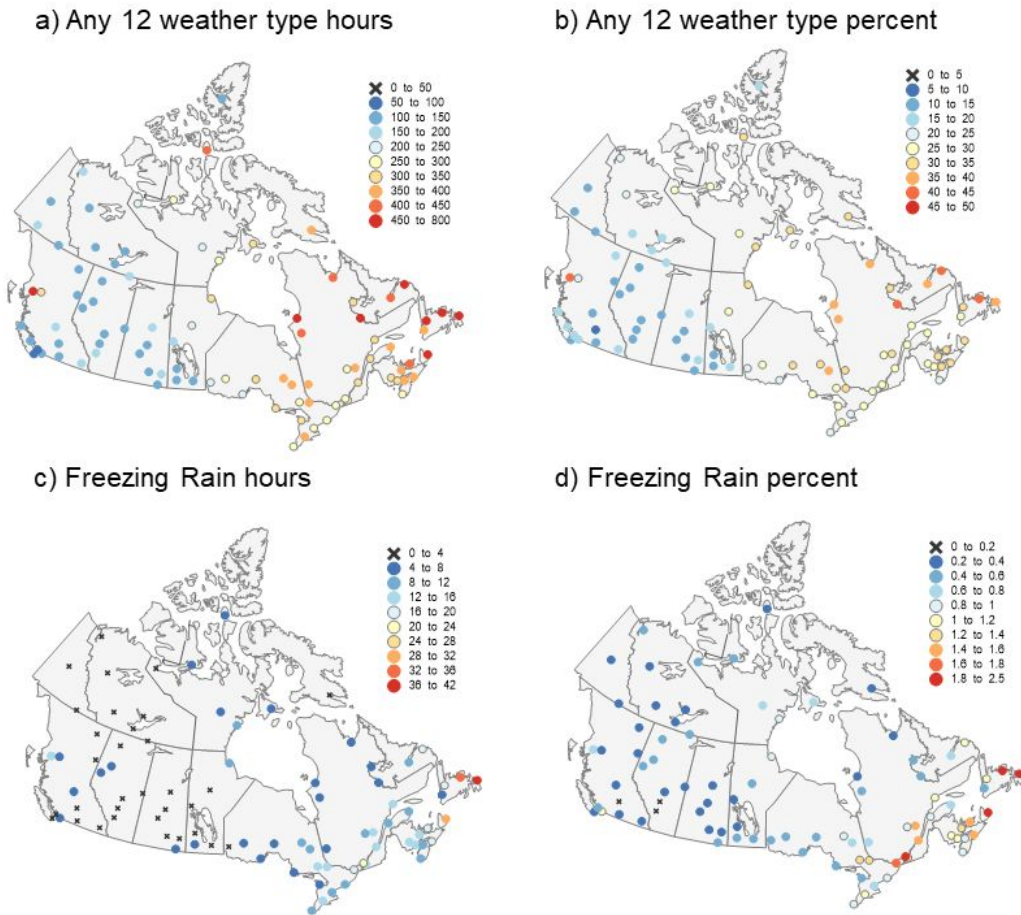 a) Any 12 weather type hours
0 to 50
50 to 100
100 to 150
150 to 200
200 to 250
250 to 300
300 to 350
350 to 400
400 to 450
450 to 800
b) Any 12 weather type percent
0 to 5
5 to 10
10 to 15
15 to 20
20 to 25
25 to 30
30 to 35
35 to 40
40 to 45
45 to 50
c) Freezing Rain hours
0 to 4
4 to 8
8 to 12
12 to 16
16 to 20
20 to 24
24 to 28
28 to 32
32 to 36
36 to 42
d) Freezing Rain percent
0 to 0.2
0.2 to 0.4
0.4 to 0.6
0.6 to 0.8
0.8 to 1
1 to 1.2
1.2 to 1.4
1.4 to 1.6
1.6 to 1.8
1.8 to 2.5